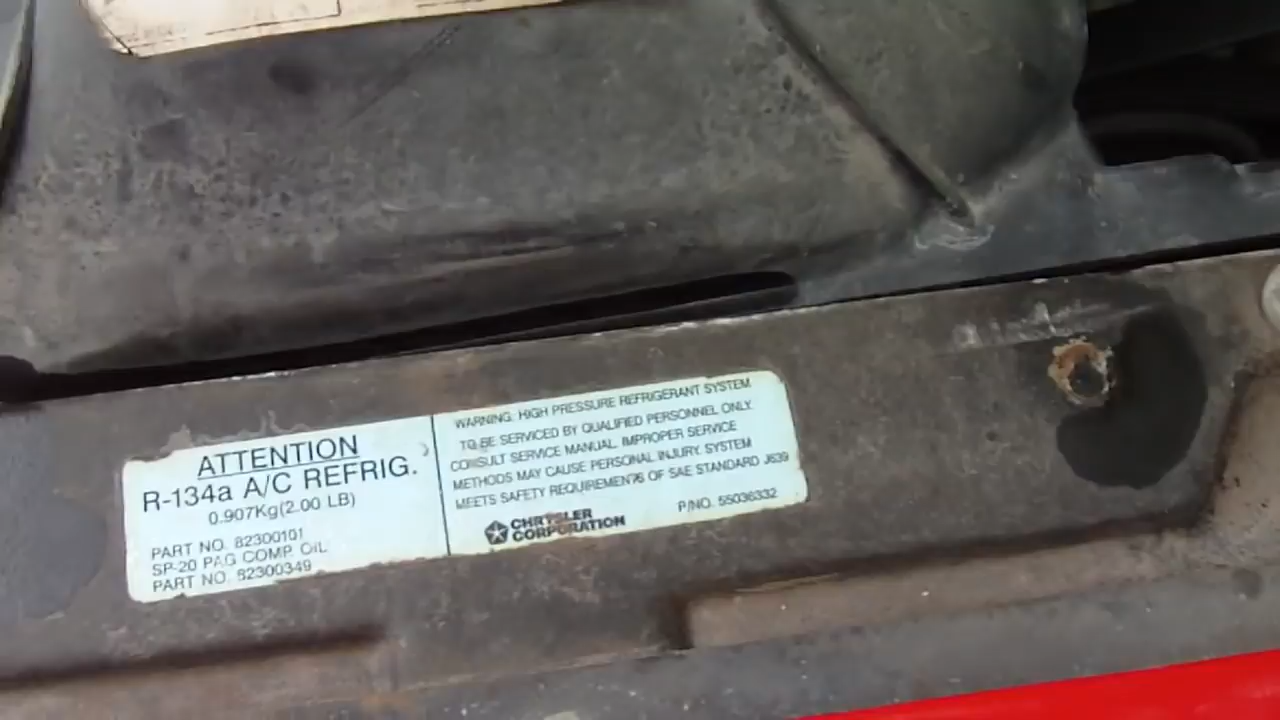 ATTENTION
R-134a A/C REFRIG.
0.907Kg(2.00 LB)
PART NO. 82300101
SP-20 PAG COMP. OIL
PART NO. 82300349
WARNING: HIGH PRESSURE REFRIGERANT SYSTEM
TO BE SERVICED BY QUALIFIED PERSONNEL ONLY.
CONSULT SERVICE MANUAL. IMPROPER SERVICE
METHODS MAY CAUSE PERSONAL INJURY. SYSTEM
MEETS SAFETY REQUIREMENTS OF SAE STANDARD J639
CHRYSLER
CORPORATION
P/NO. 55036332